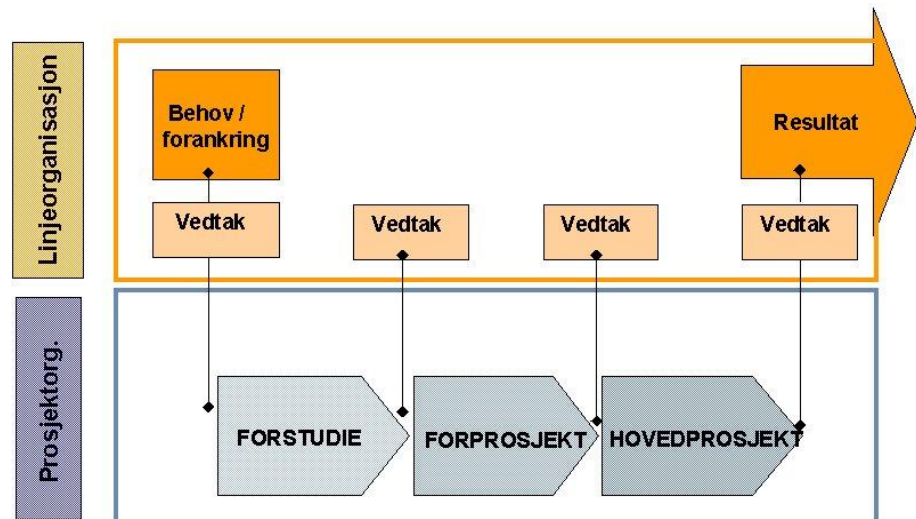 Linjeorganisasjon
Behov /
forankring
Resultat
Vedtak
Vedtak
Vedtak
Vedtak
Prosjektorg.
FORSTUDIE
FORPROSJEKT
HOVEDPROSJEKT